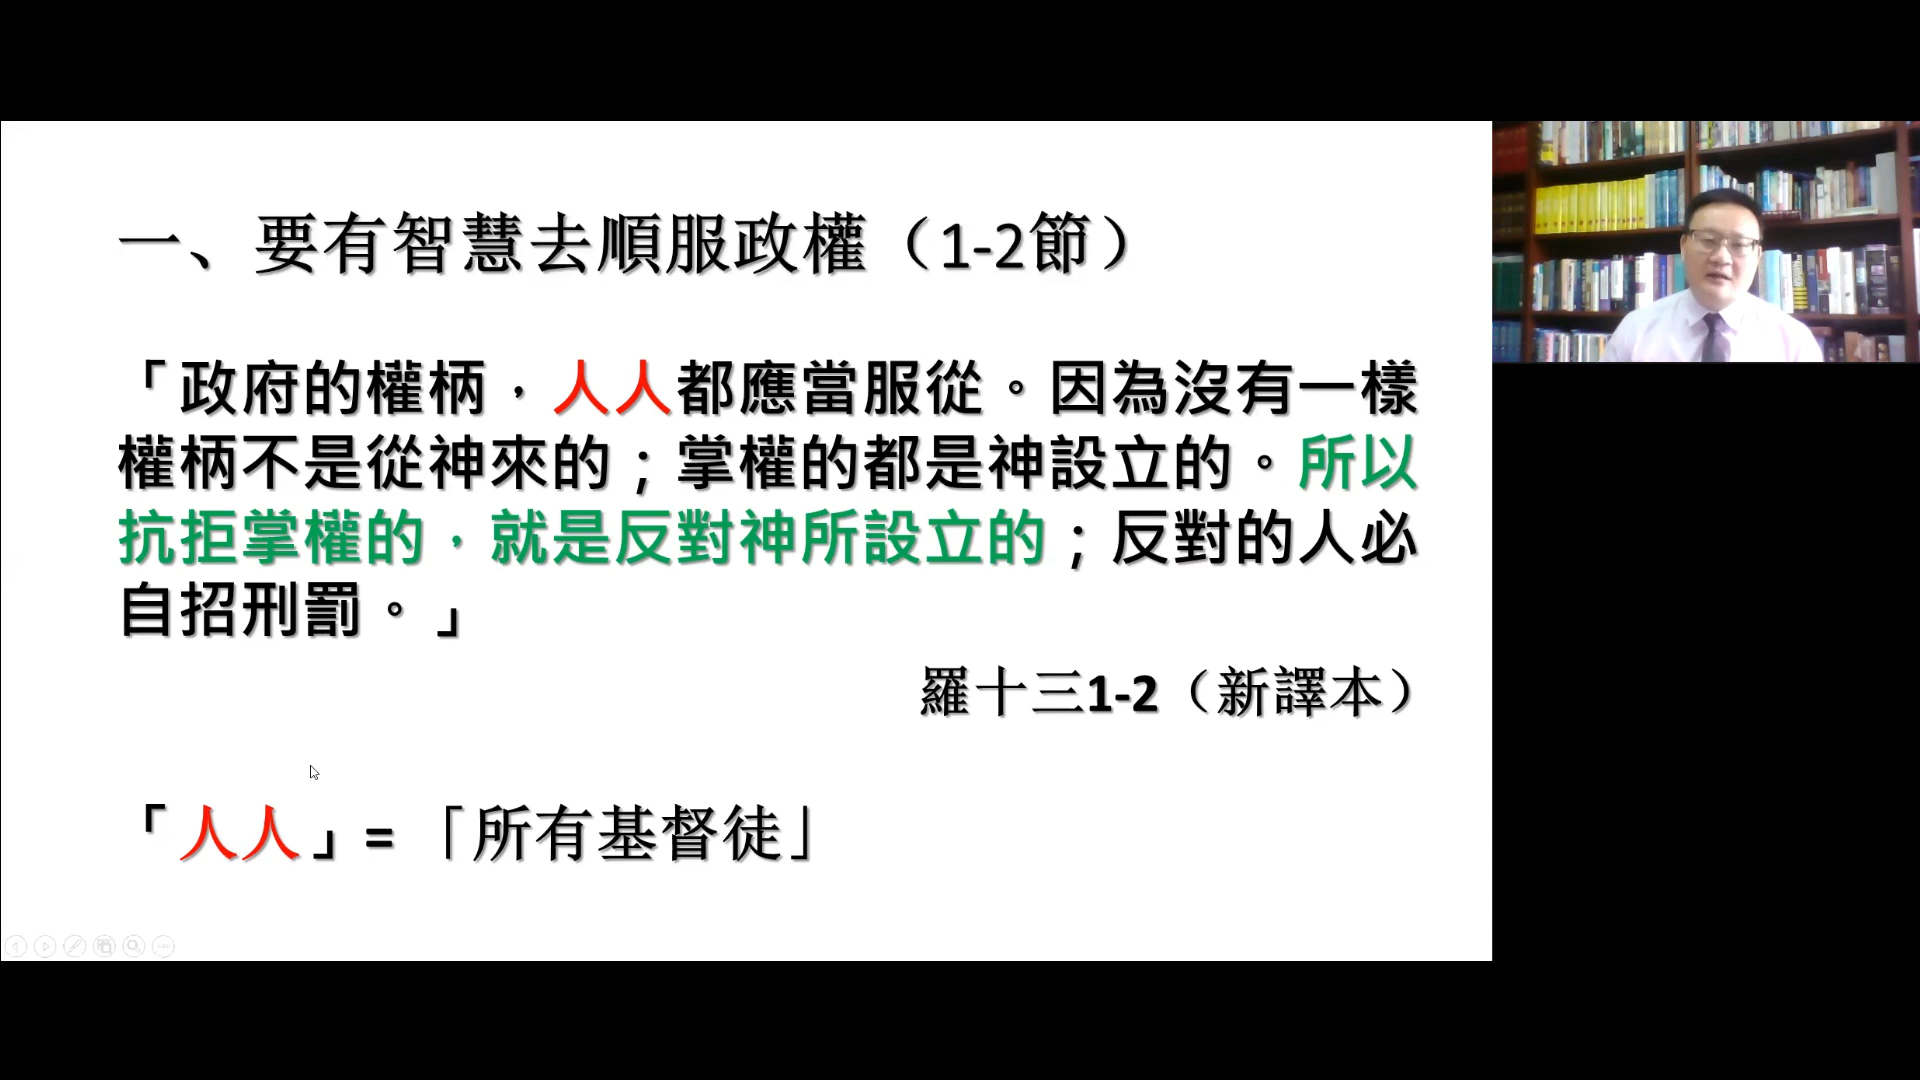 一、要有智慧去順服政權（1-2節）
「政府的權柄，人人都應當服從。因為沒有一樣
權柄不是從神來的；掌權的都是神設立的。所以
抗拒掌權的，就是反對神所設立的；反對的人必
自招刑罰。」
羅十三1-2（新譯本）
「人人」=「所有基督徒」